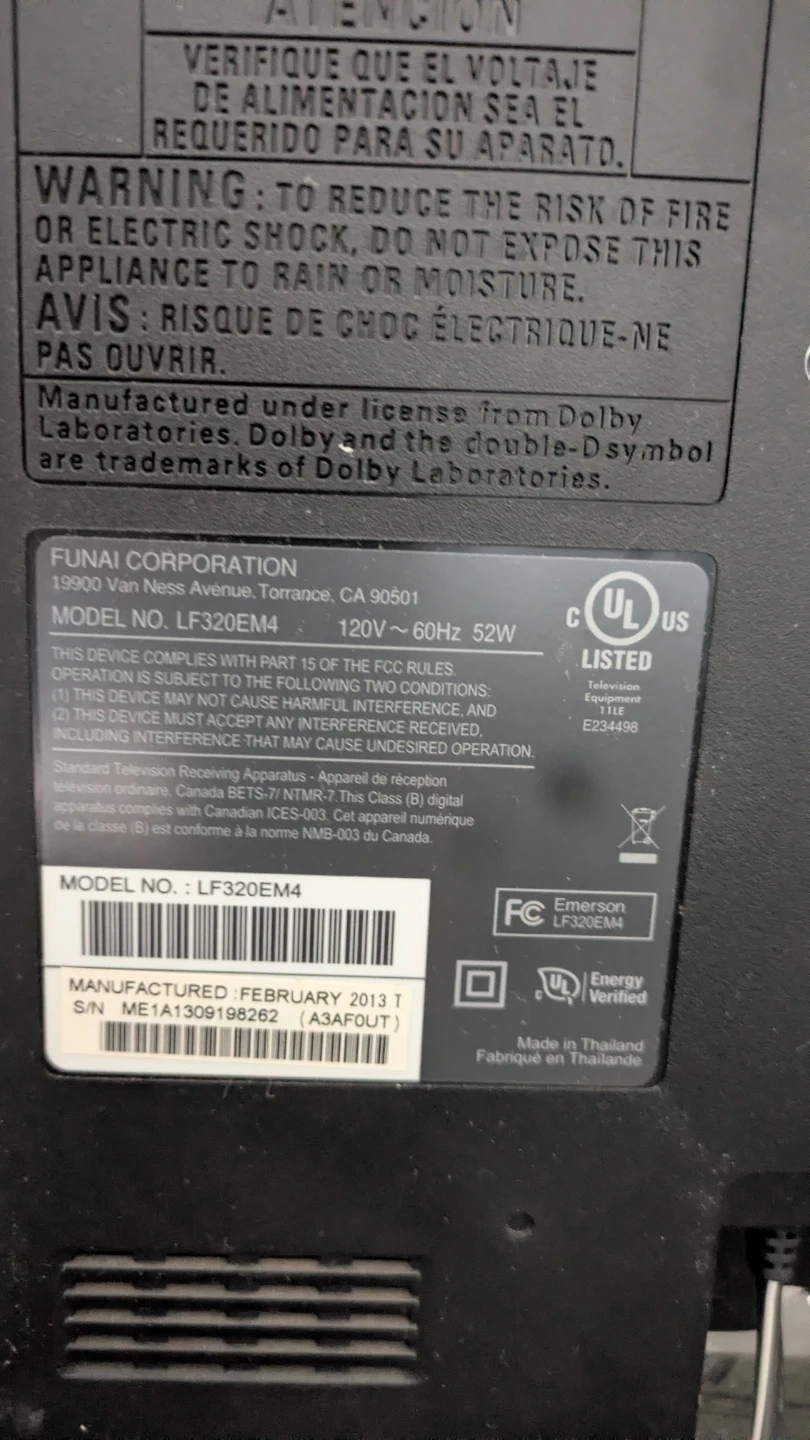 ATENCION
VERIFIQUE QUE EL VOLTAJE
DE ALIMENTACION SEA EL
REQUERIDO PARA SU APARATO.
WARNING : TO REDUCE THE RISK OF FIRE
OR ELECTRIC SHOCK, DO NOT EXPOSE THIS
APPLIANCE TO RAIN OR MOISTURE.
AVIS : RISQUE DE CHOC ÉLECTRIQUE-NE
PAS OUVRIR.
Manufactured under license from Dolby
Laboratories. Dolby and the double-D symbol
are trademarks of Dolby Laboratories.
FUNAI CORPORATION
19900 Van Ness Avenue, Torrance, CA 90501
MODEL NO. LF320EM4 120V ~ 60Hz 52W
THIS DEVICE COMPLIES WITH PART 15 OF THE FCC RULES.
OPERATION IS SUBJECT TO THE FOLLOWING TWO CONDITIONS:
(1) THIS DEVICE MAY NOT CAUSE HARMFUL INTERFERENCE, AND
(2) THIS DEVICE MUST ACCEPT ANY INTERFERENCE RECEIVED,
INCLUDING INTERFERENCE THAT MAY CAUSE UNDESIRED OPERATION.
Standard Television Receiving Apparatus - Appareil de réception
télévision ordinaire, Canada BETS-7/ NTMR-7. This Class (B) digital
apparatus complies with Canadian ICES-003. Cet appareil numérique
de la classe (B) est conforme à la norme NMB-003 du Canada.
C UL US
LISTED
Television
Equipment
11LE
E234498
MODEL NO. : LF320EM4
MANUFACTURED : FEBRUARY 2013 T
S/N ME1A1309198262 (A3AF0UT)
FC Emerson
LF320EM4
c UL Energy
Verified
Made in Thailand
Fabriqué en Thaïlande